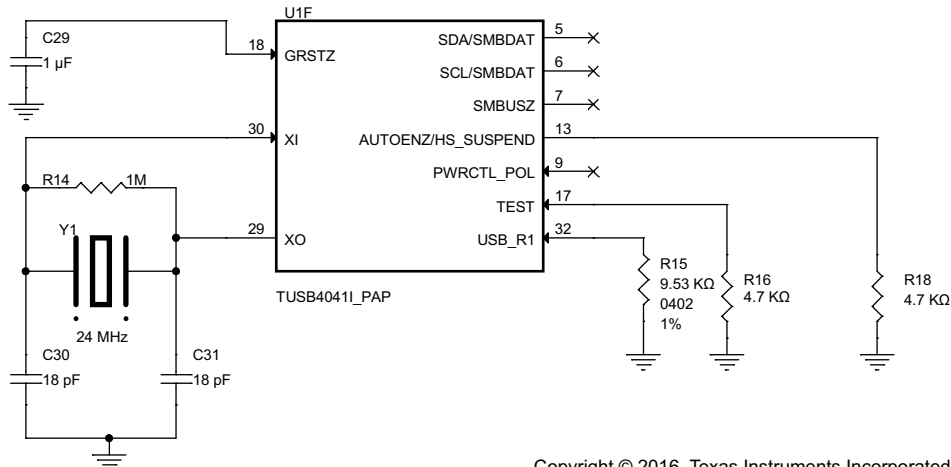 U1F
C29
1 µF
18
GRSTZ
SDA/SMBDAT
5
SCL/SMBDAT
6
SMBUSZ
7
30
XI
AUTOENZ/HS_SUSPEND
13
PWRCTL_POL
9
R14
1M
TEST
17
Y1
29
XO
USB_R1
32
R15
9.53 KΩ
0402
1%
R16
4.7 KΩ
R18
4.7 KΩ
TUSB4041I_PAP
24 MHz
C30
18 pF
C31
18 pF
Copyright © 2016, Texas Instruments Incorporated